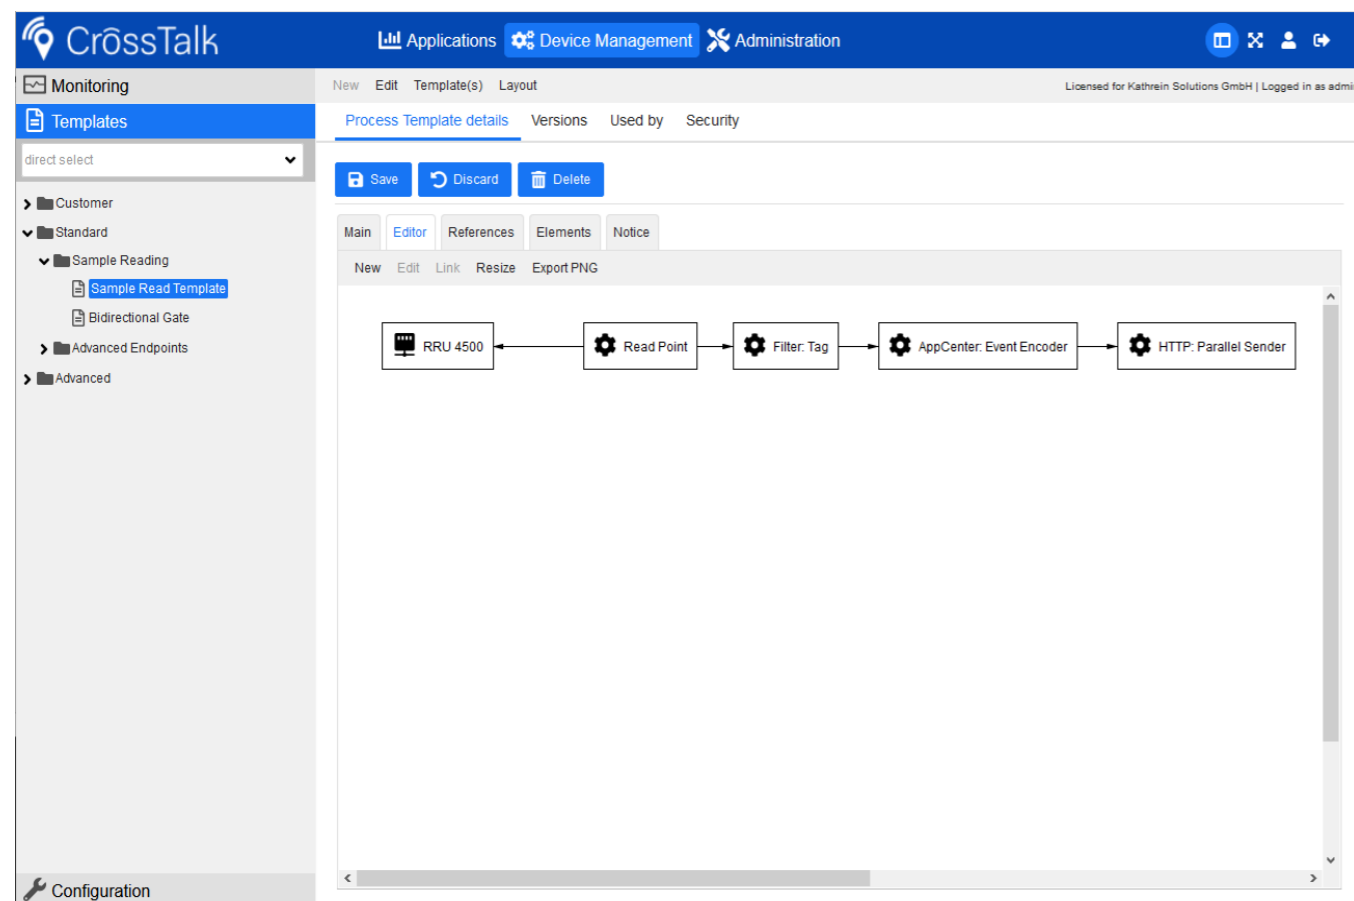 CrōssTalk
Applications Device Management Administration
Monitoring
New Edit Template(s) Layout
Licensed for Kathrein Solutions GmbH | Logged in as admi
Templates
Process Template details Versions Used by Security
direct select
Save Discard Delete
Customer
Standard
Sample Reading
Sample Read Template
Bidirectional Gate
Advanced Endpoints
Advanced
Main Editor References Elements Notice
New Edit Link Resize Export PNG
RRU 4500 Read Point Filter: Tag AppCenter: Event Encoder HTTP: Parallel Sender
Configuration